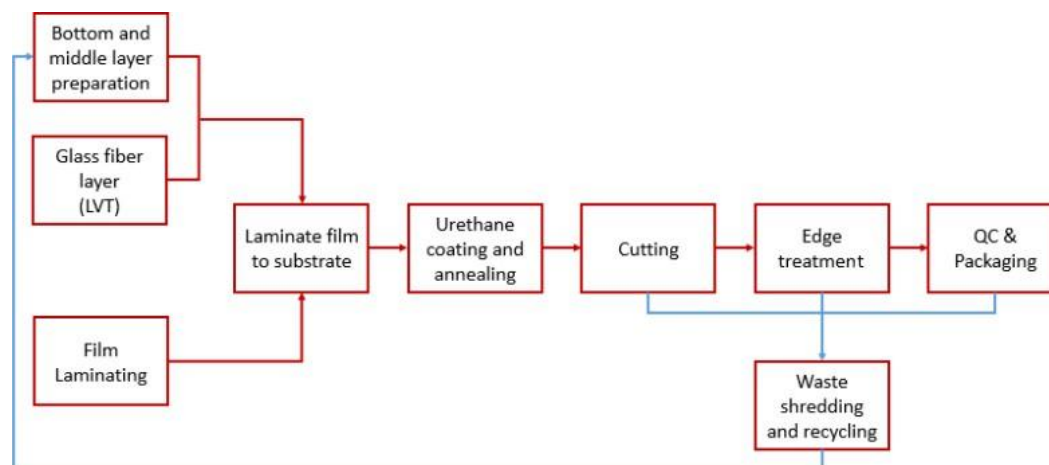 Bottom and
middle layer
preparation
Glass fiber
layer
(LVT)
Laminate film
to substrate
Urethane
coating and
annealing
Cutting
Edge
treatment
QC &
Packaging
Film
Laminating
Waste
shredding
and recycling